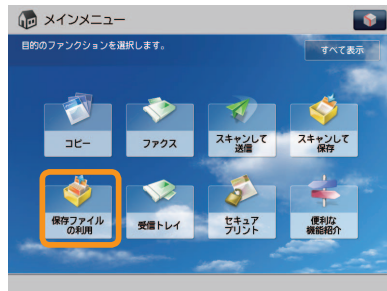 メインメニュー
目的のファンクションを選択します。
すべて表示
コピー
ファクス
スキャンして
送信
スキャンして
保存
保存ファイル
の利用
受信トレイ
セキュア
プリント
便利な
機能紹介